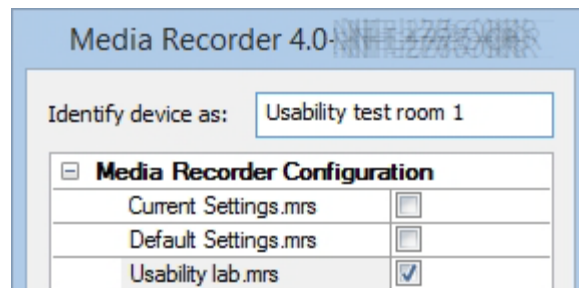 Media Recorder 4.0-
Identify device as: Usability test room 1
Media Recorder Configuration
Current Settings.mrs
Default Settings.mrs
Usability lab.mrs